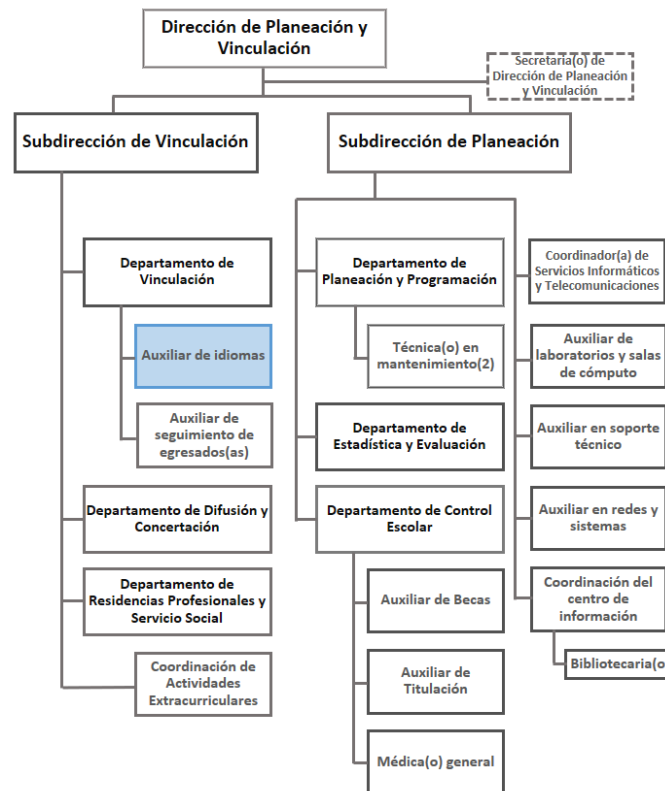 Dirección de Planeación y
Vinculación
Secretaria(o) de
Dirección de Planeación
y Vinculación
Subdirección de Vinculación
Subdirección de Planeación
Departamento de
Vinculación
Auxiliar de idiomas
Auxiliar de
seguimiento de
egresados(as)
Departamento de Difusión y
Concertación
Departamento de
Residencias Profesionales y
Servicio Social
Coordinación de
Actividades
Extracurriculares
Departamento de
Planeación y Programación
Técnica(o) en
mantenimiento(2)
Departamento de
Estadística y Evaluación
Departamento de Control
Escolar
Auxiliar de Becas
Auxiliar de
Titulación
Médica(o) general
Coordinador(a) de
Servicios Informáticos
y Telecomunicaciones
Auxiliar de
laboratorios y salas
de cómputo
Auxiliar en soporte
técnico
Auxiliar en redes y
sistemas
Coordinación del
centro de
información
Bibliotecaria(o